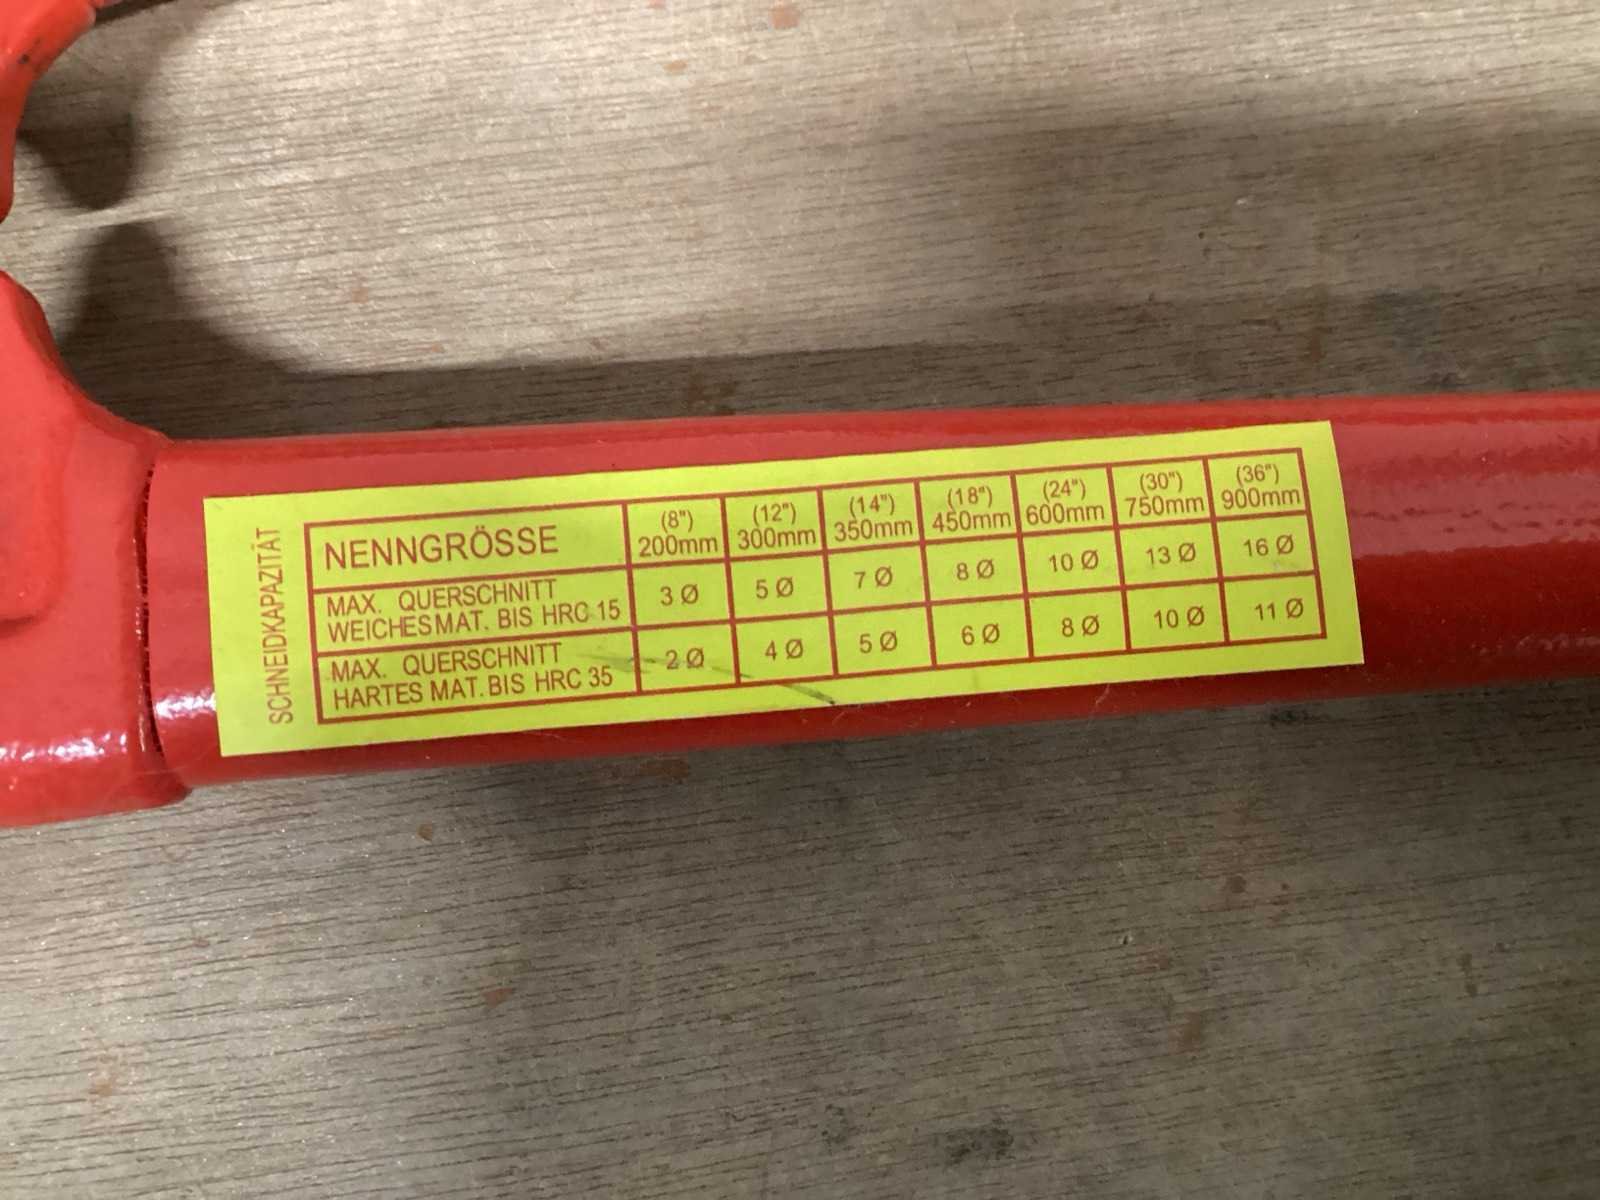 SCHNEIDKAPAZITÄT
NENNGRÖSSE (8") 200mm (12") 300mm (14") 350mm (18") 450mm (24") 600mm (30") 750mm (36") 900mm
MAX. QUERSCHNITT
WEICHES MAT. BIS HRC 15 3 Ø 5 Ø 7 Ø 8 Ø 10 Ø 13 Ø 16 Ø
MAX. QUERSCHNITT
HARTES MAT. BIS HRC 35 2 Ø 4 Ø 5 Ø 6 Ø 8 Ø 10 Ø 11 Ø